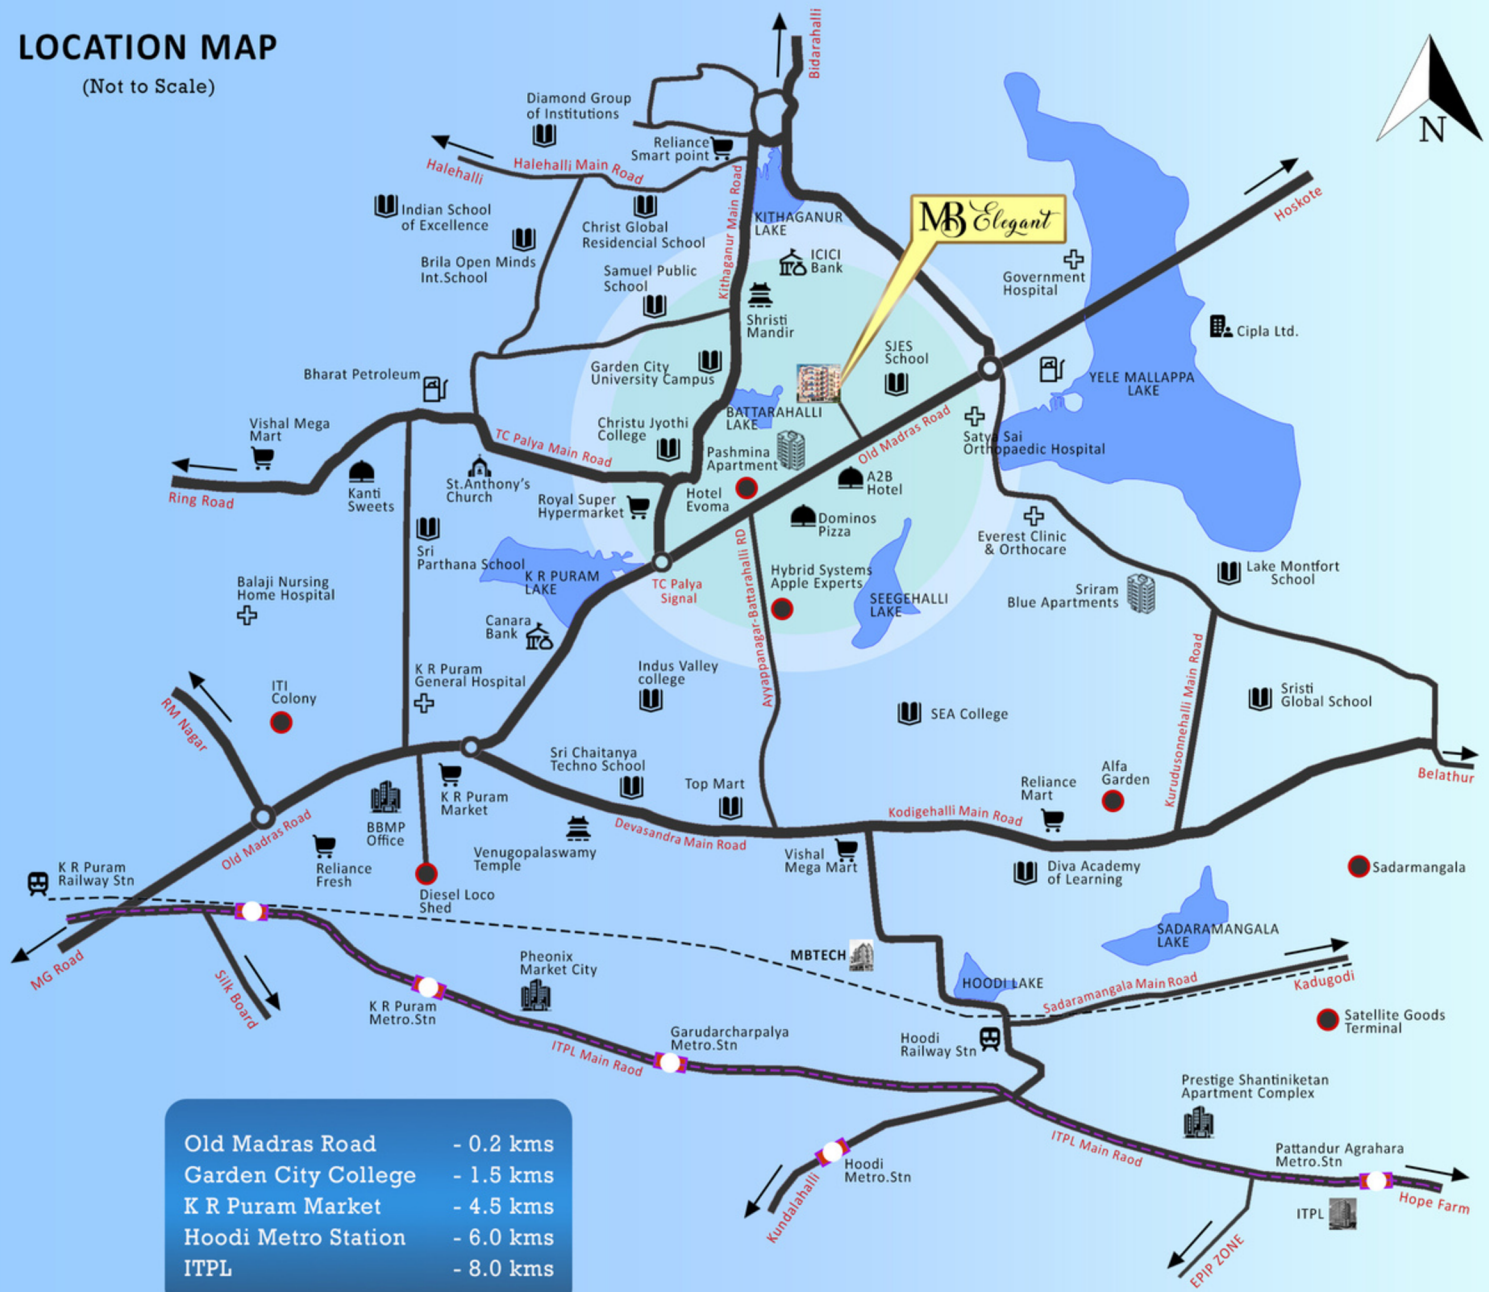 LOCATION MAP
(Not to Scale)
Bidarahalli
Diamond Group
of Institutions
Reliance
Smart point
Halehalli
Halehalli Main Road
N
Hoskote
Indian School
of Excellence
Christ Global
Residencial School
Kithaganur Main Road
KITHAGANUR
LAKE
MB Elegant
Brila Open Minds
Int.School
Samuel Public
School
ICICI
Bank
Government
Hospital
Shristi
Mandir
Cipla Ltd.
SJES
School
Bharat Petroleum
Garden City
University Campus
YELE MALLAPPA
LAKE
BATTARAHALLI
LAKE
Old Madras Road
Vishal Mega
Mart
TC Palya Main Road
Christu Jyothi
College
Pashmina
Apartment
Satya Sai
Orthopaedic Hospital
Ring Road
Kanti
Sweets
St.Anthony's
Church
Royal Super
Hypermarket
Hotel
Evoma
A2B
Hotel
Dominos
Pizza
Everest Clinic
& Orthocare
Sri
Parthana School
K R PURAM
LAKE
TC Palya
Signal
Ayyappanagar-Battarahalli RD
Hybrid Systems
Apple Experts
SEEGEHALLI
LAKE
Sriram
Blue Apartments
Lake Montfort
School
Balaji Nursing
Home Hospital
Canara
Bank
K R Puram
General Hospital
Indus Valley
college
SEA College
Kurudusonnehalli Main Road
Sristi
Global School
RM Nagar
ITI
Colony
Sri Chaitanya
Techno School
Top Mart
Reliance
Mart
Alfa
Garden
Belathur
K R Puram
Market
BBMP
Office
Old Madras Road
Devasandra Main Road
Kodigehalli Main Road
K R Puram
Railway Stn
Reliance
Fresh
Venugopalaswamy
Temple
Vishal
Mega Mart
Diva Academy
of Learning
Sadarmangala
Diesel Loco
Shed
MG Road
Silk Board
Pheonix
Market City
MBTECH
SADARAMANGALA
LAKE
HOODI LAKE
Sadaramangala Main Road
Kadugodi
K R Puram
Metro.Stn
ITPL Main Raod
Garudarcharpalya
Metro.Stn
Hoodi
Railway Stn
Satellite Goods
Terminal
Prestige Shantiniketan
Apartment Complex
ITPL Main Raod
Pattandur Agrahara
Metro.Stn
Hoodi
Metro.Stn
Kundalahalli
Hope Farm
ITPL
EPIP ZONE
Old Madras Road - 0.2 kms
Garden City College - 1.5 kms
K R Puram Market - 4.5 kms
Hoodi Metro Station - 6.0 kms
ITPL - 8.0 kms